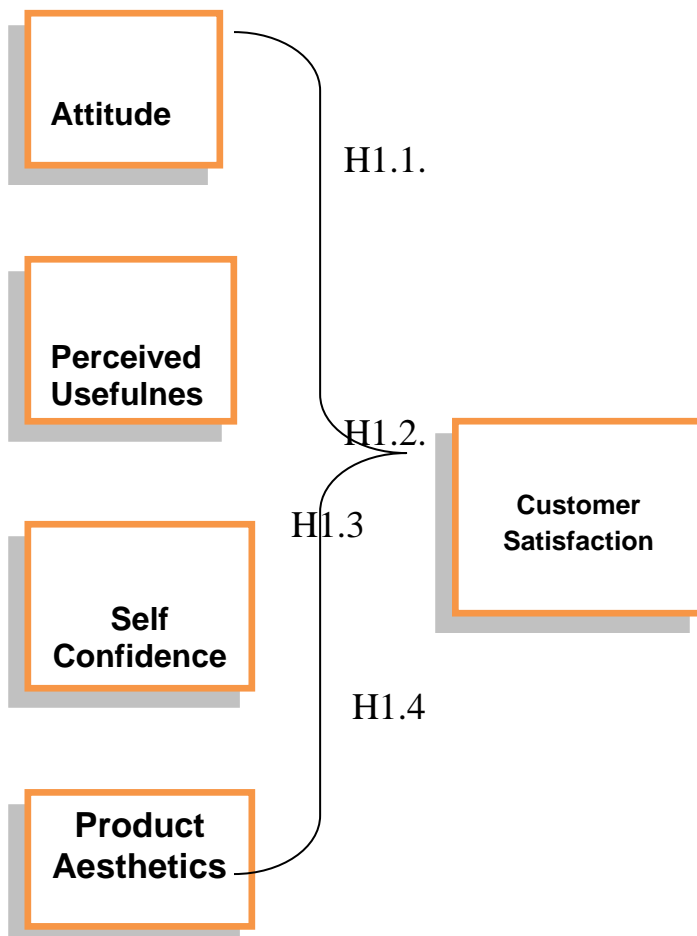 Attitude
H1.1.
Perceived
Usefulnes
H1.2.
Customer
Satisfaction
H1.3
Self
Confidence
H1.4
Product
Aesthetics